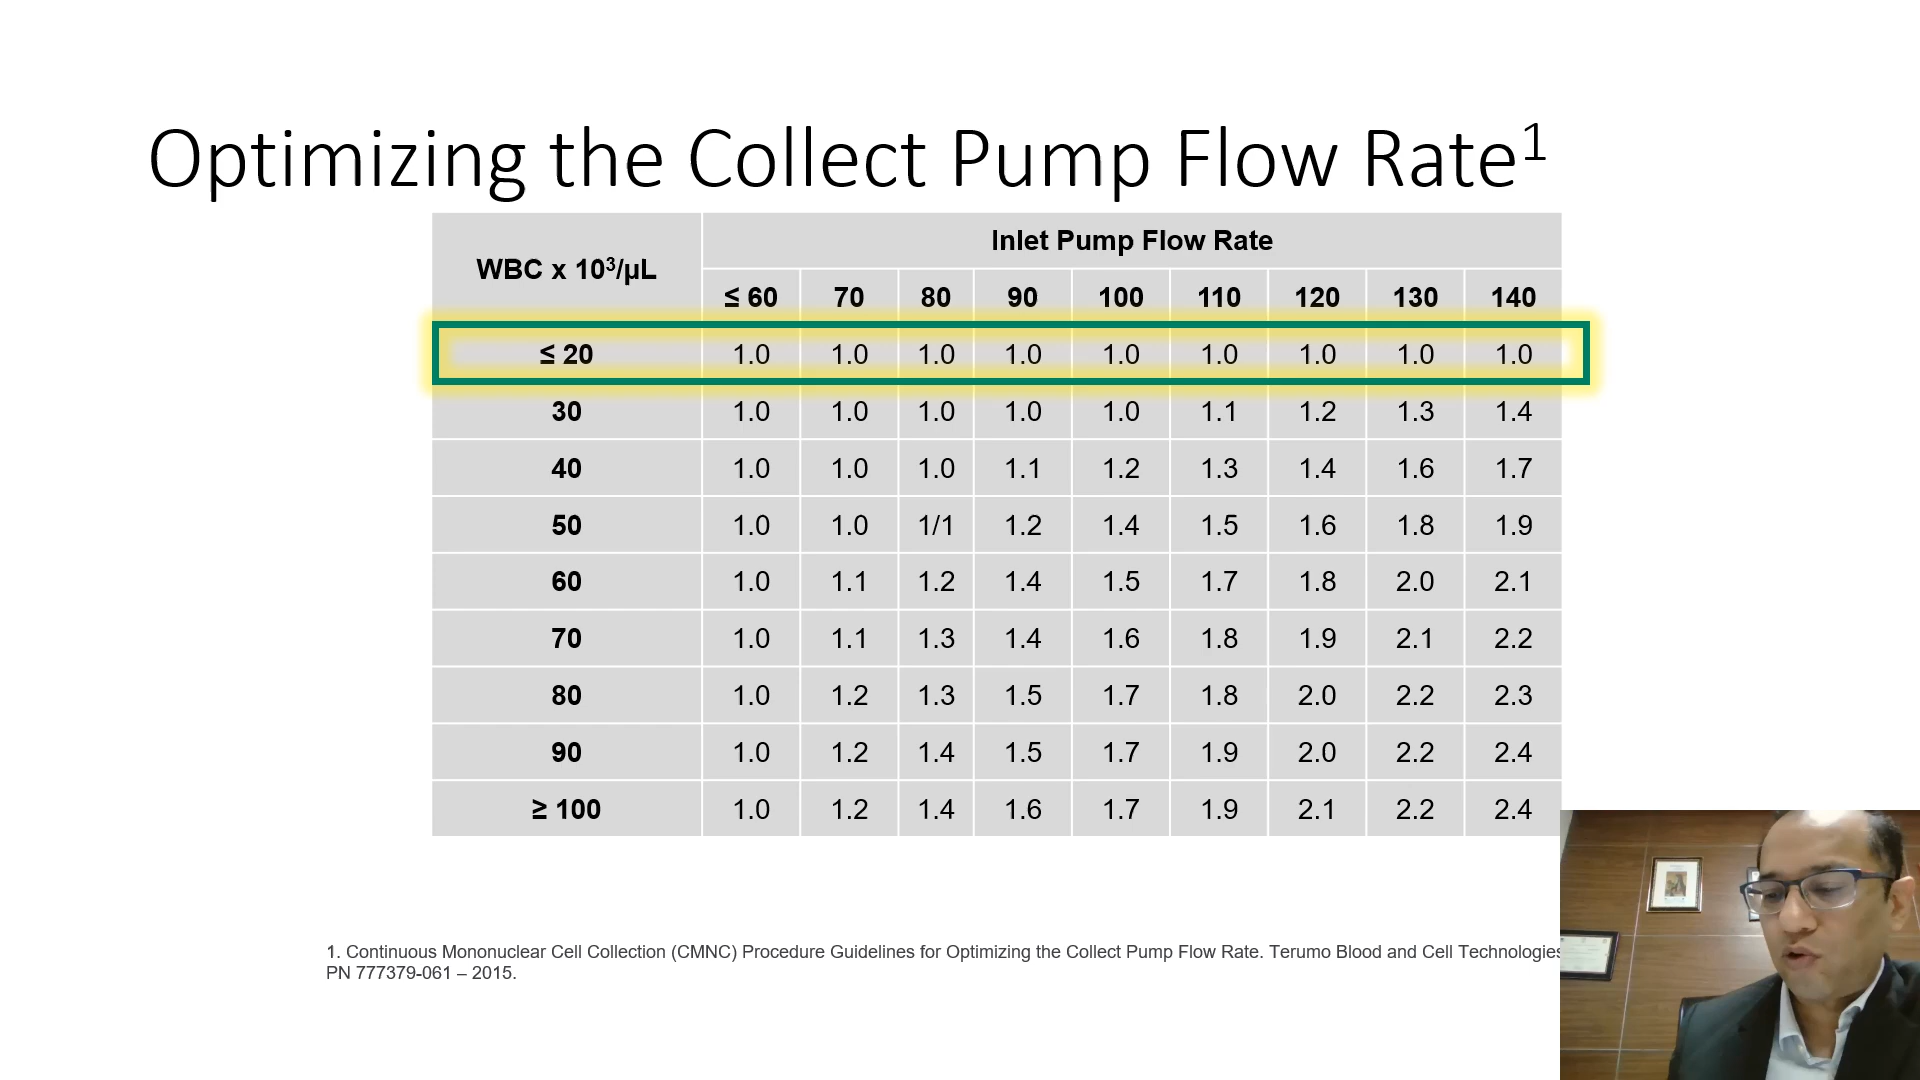 Optimizing the Collect Pump Flow Rate¹
WBC x 10³/µL
Inlet Pump Flow Rate
≤ 60 70 80 90 100 110 120 130 140
≤ 20 1.0 1.0 1.0 1.0 1.0 1.0 1.0 1.0 1.0
30 1.0 1.0 1.0 1.0 1.0 1.1 1.2 1.3 1.4
40 1.0 1.0 1.0 1.1 1.2 1.3 1.4 1.6 1.7
50 1.0 1.0 1/1 1.2 1.4 1.5 1.6 1.8 1.9
60 1.0 1.1 1.2 1.4 1.5 1.7 1.8 2.0 2.1
70 1.0 1.1 1.3 1.4 1.6 1.8 1.9 2.1 2.2
80 1.0 1.2 1.3 1.5 1.7 1.8 2.0 2.2 2.3
90 1.0 1.2 1.4 1.5 1.7 1.9 2.0 2.2 2.4
≥ 100 1.0 1.2 1.4 1.6 1.7 1.9 2.1 2.2 2.4
1. Continuous Mononuclear Cell Collection (CMNC) Procedure Guidelines for Optimizing the Collect Pump Flow Rate. Terumo Blood and Cell Technologies
PN 777379-061 – 2015.